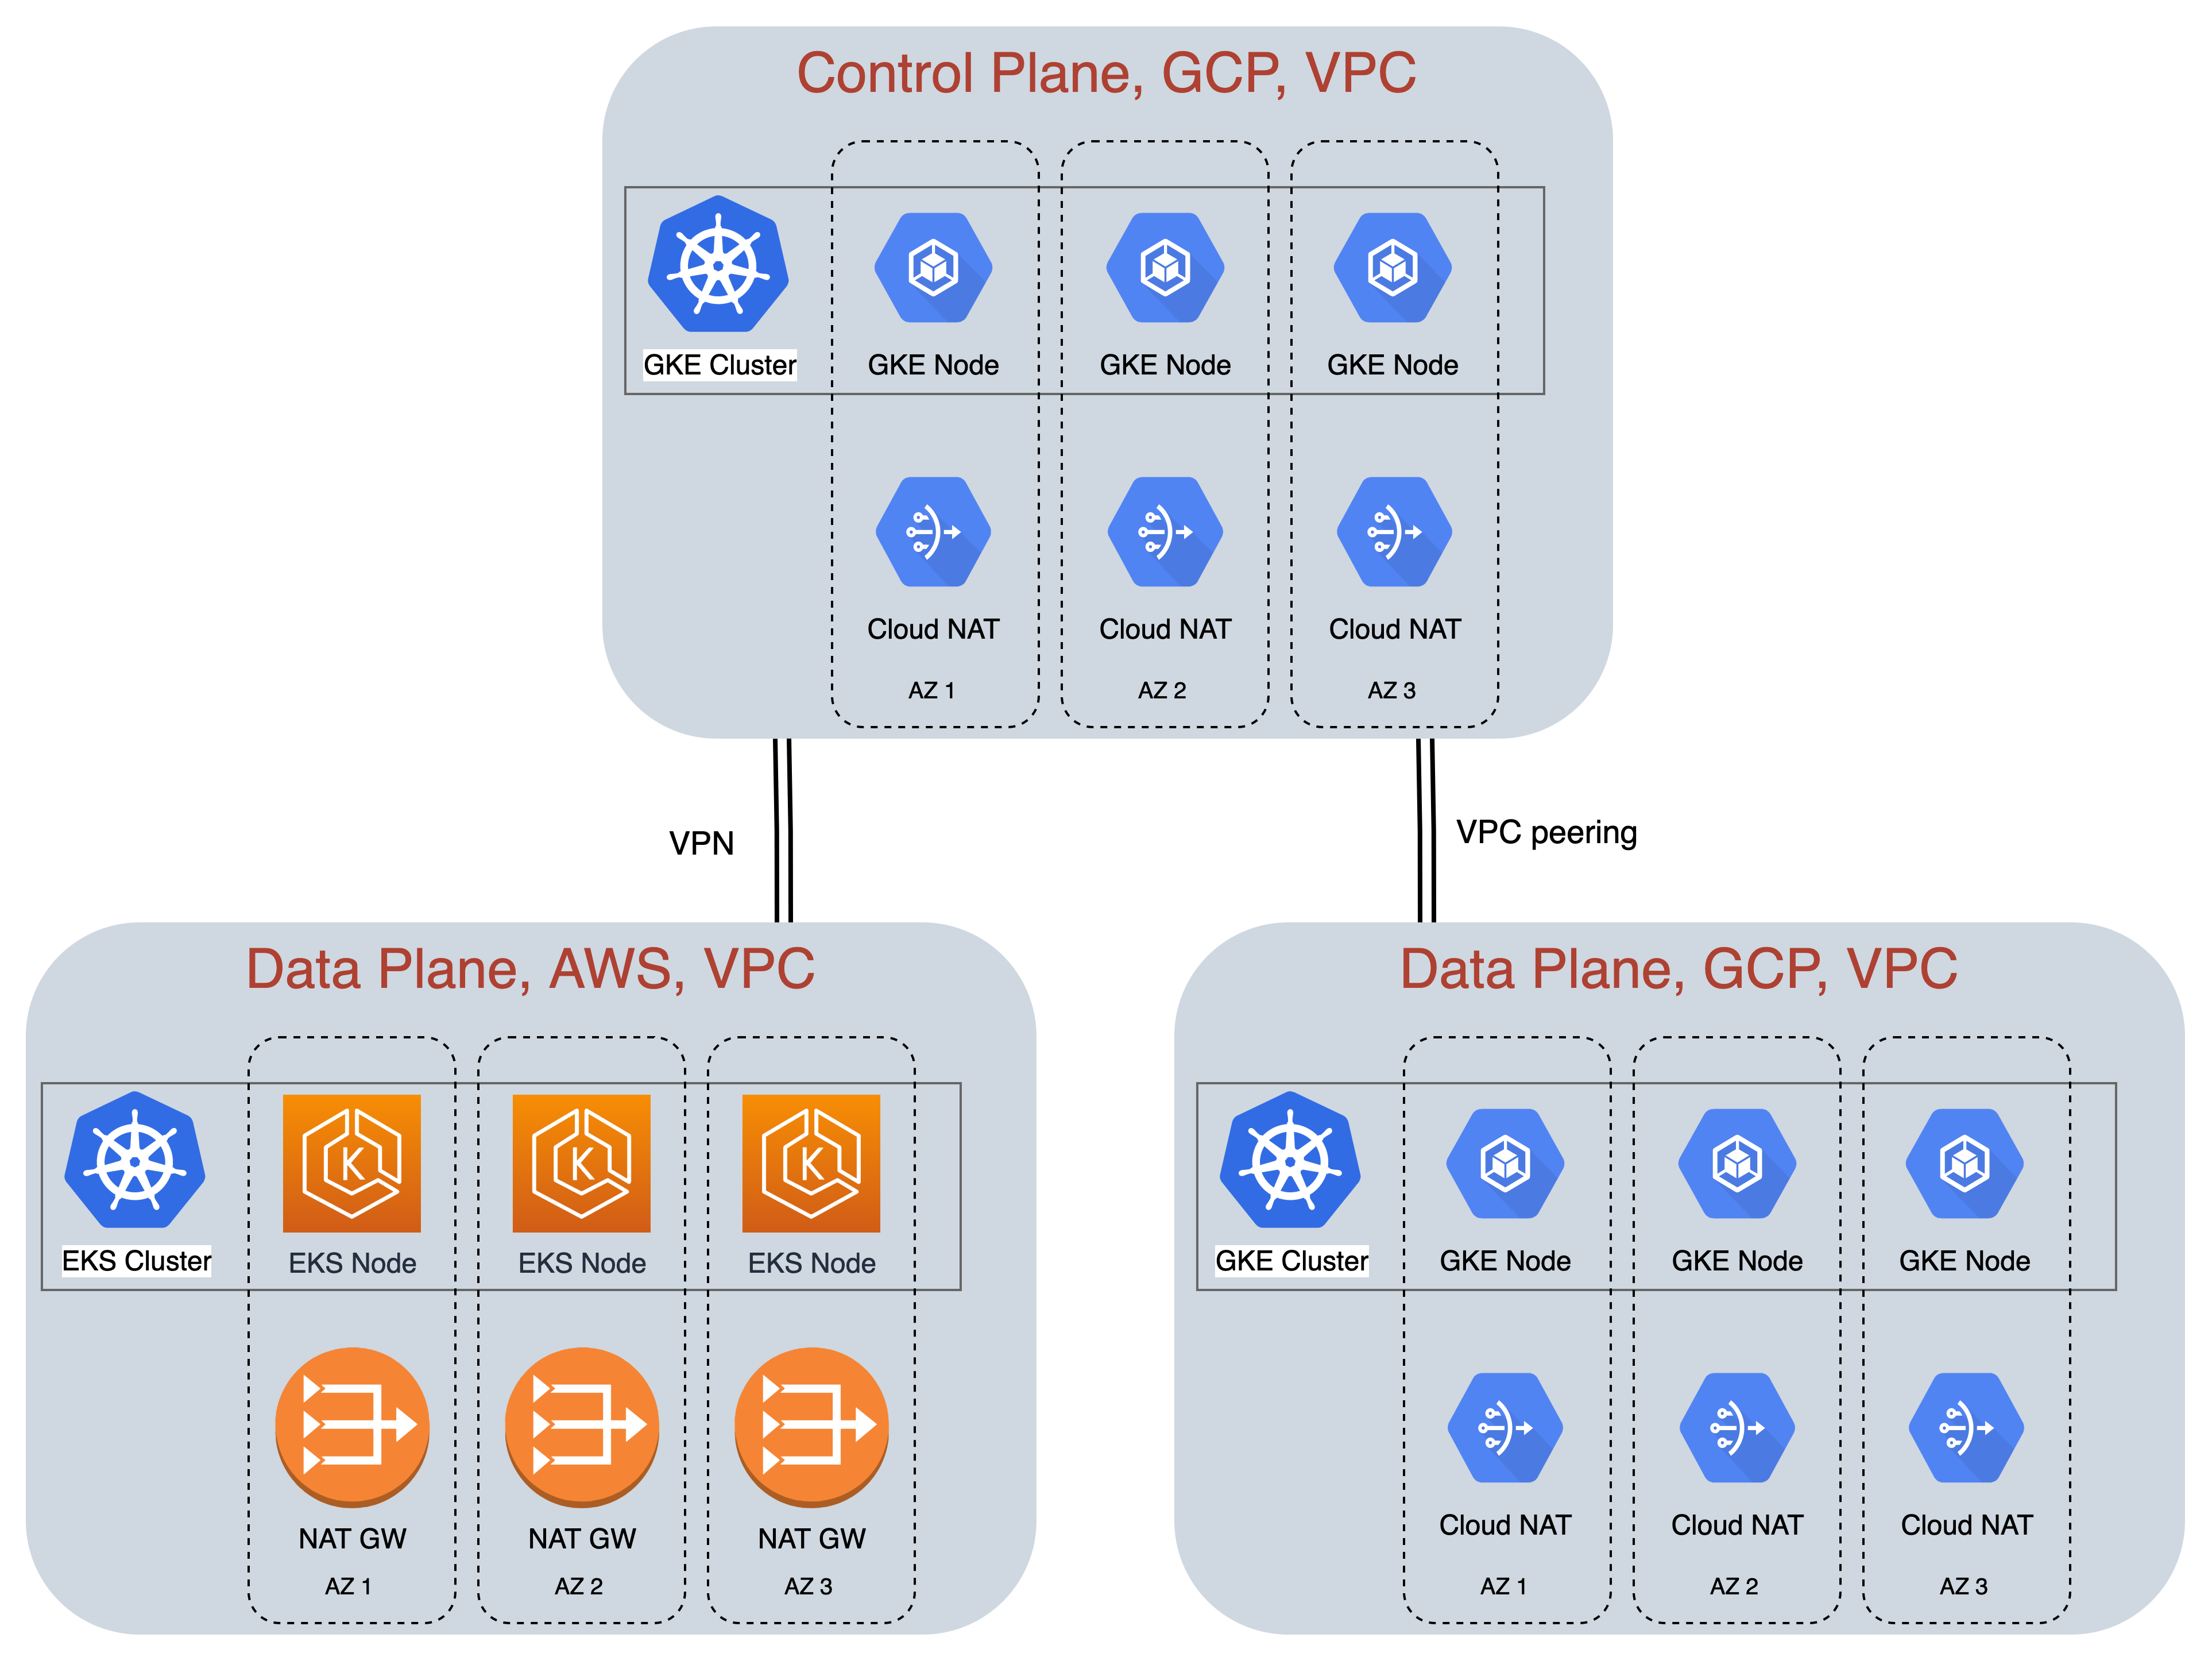 Control Plane, GCP, VPC
GKE Cluster
GKE Node
GKE Node
GKE Node
Cloud NAT
Cloud NAT
Cloud NAT
AZ 1
AZ 2
AZ 3
VPN
VPC peering
Data Plane, AWS, VPC
EKS Cluster
K
K
K
EKS Node
EKS Node
EKS Node
NAT GW
NAT GW
NAT GW
AZ 1
AZ 2
AZ 3
Data Plane, GCP, VPC
GKE Cluster
GKE Node
GKE Node
GKE Node
Cloud NAT
Cloud NAT
Cloud NAT
AZ 1
AZ 2
AZ 3